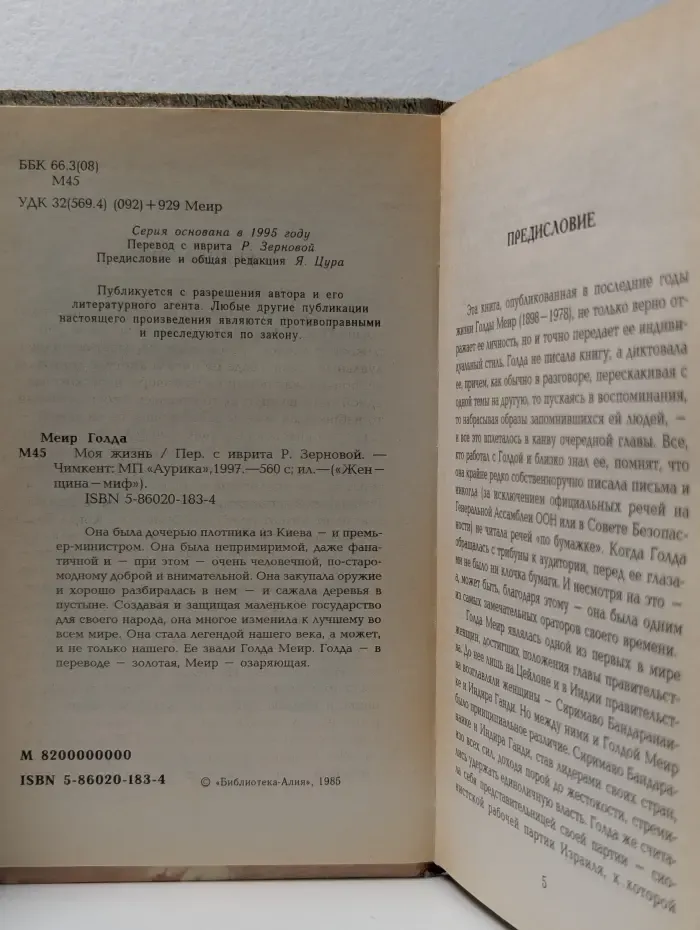 ББК 66.3(08)
М45
УДК 32(569.4) (092)+929 Меир
Серия основана в 1995 году
Перевод с иврита Р. Зерновой
Предисловие и общая редакция Я. Цура
Публикуется с разрешения автора и его
литературного агента. Любые другие публикации
настоящего произведения являются противоправными
и преследуются по закону.
Меир Голда
М45 Моя жизнь / Пер. с иврита Р. Зерновой. —
Чимкент: МП «Аурика»,1997.—560 с; ил.—(«Жен-
щина—миф»).
ISBN 5-86020-183-4
Она была дочерью плотника из Киева — и премь-
ер-министром. Она была непримиримой, даже фана-
тичной и — при этом — очень человечной, по-старо-
модному доброй и внимательной. Она закупала оружие
и хорошо разбиралась в нем — и сажала деревья в
пустыне. Создавая и защищая маленькое государство
для своего народа, она многое изменила к лучшему во
всем мире. Она стала легендой нашего века, а может,
и не только нашего. Ее звали Голда Меир. Голда — в
переводе — золотая, Меир — озаряющая.
М 8200000000
ISBN 5-86020-183-4
© «Библиотека-Алия», 1985
ПРЕДИСЛОВИЕ
Эта книга, опубликованная в последние годы
жизни Голды Меир (1898—1978), не только верно от-
ражает ее личность, но и точно передает ее индиви-
дуальный стиль. Голда не писала книгу, а диктовала
ее, причем, как обычно в разговоре, перескакивая с
одной темы на другую, то пускаясь в воспоминания,
то набрасывая образы запомнившихся ей людей, —
и все это вплеталось в канву очередной главы. Все,
кто работал с Голдой и близко знал ее, помнят, что
она крайне редко собственноручно писала письма и
никогда (за исключением официальных речей на
Генеральной Ассамблеи ООН или в Совете Безопас-
ности) не читала речей «по бумажке». Когда Голда
обращалась с трибуны к аудитории, перед ее глаза-
ми не было ни клочка бумаги. И несмотря на это —
а, может быть, благодаря этому — она была одним
из самых замечательных ораторов своего времени.
Голда Меир являлась одной из первых в мире
женщин, достигших положения главы правительст-
ва. До нее лишь на Цейлоне и в Индии правительст-
ва возглавляли женщины — Сиримаво Бандаранаи-
ке и Индира Ганди. Но между ними и Голдой Меир
было принципиальное различие. Сиримаво Бандара-
наике и Индира Ганди, став лидерами своих стран,
изо всех сил, доходя порой до жестокости, стреми-
лись удержать единоличную власть. Голда же счита-
ла себя представительницей своей партии — сио-
нистской рабочей партии Израиля, к которой
5